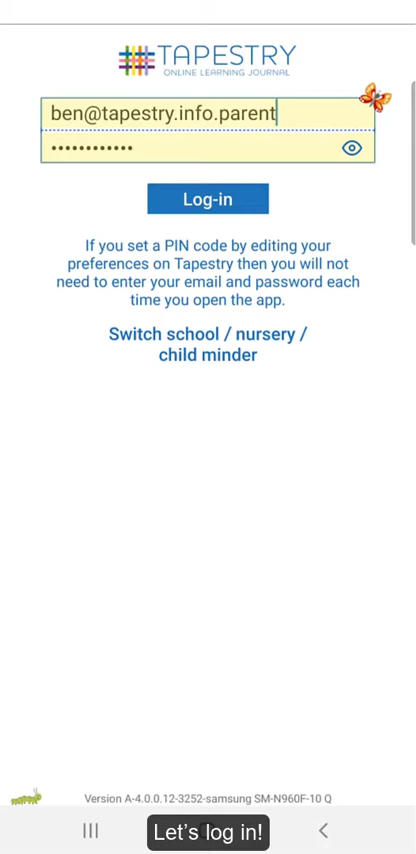 TAPESTRY
ONLINE LEARNING JOURNAL
ben@tapestry.info.parent
••••••••••••
Log-in
If you set a PIN code by editing your
preferences on Tapestry then you will not
need to enter your email and password each
time you open the app.
Switch school / nursery /
child minder
Version A-4.0.0.12-3252-samsung SM-N960F-10 Q
Let's log in!